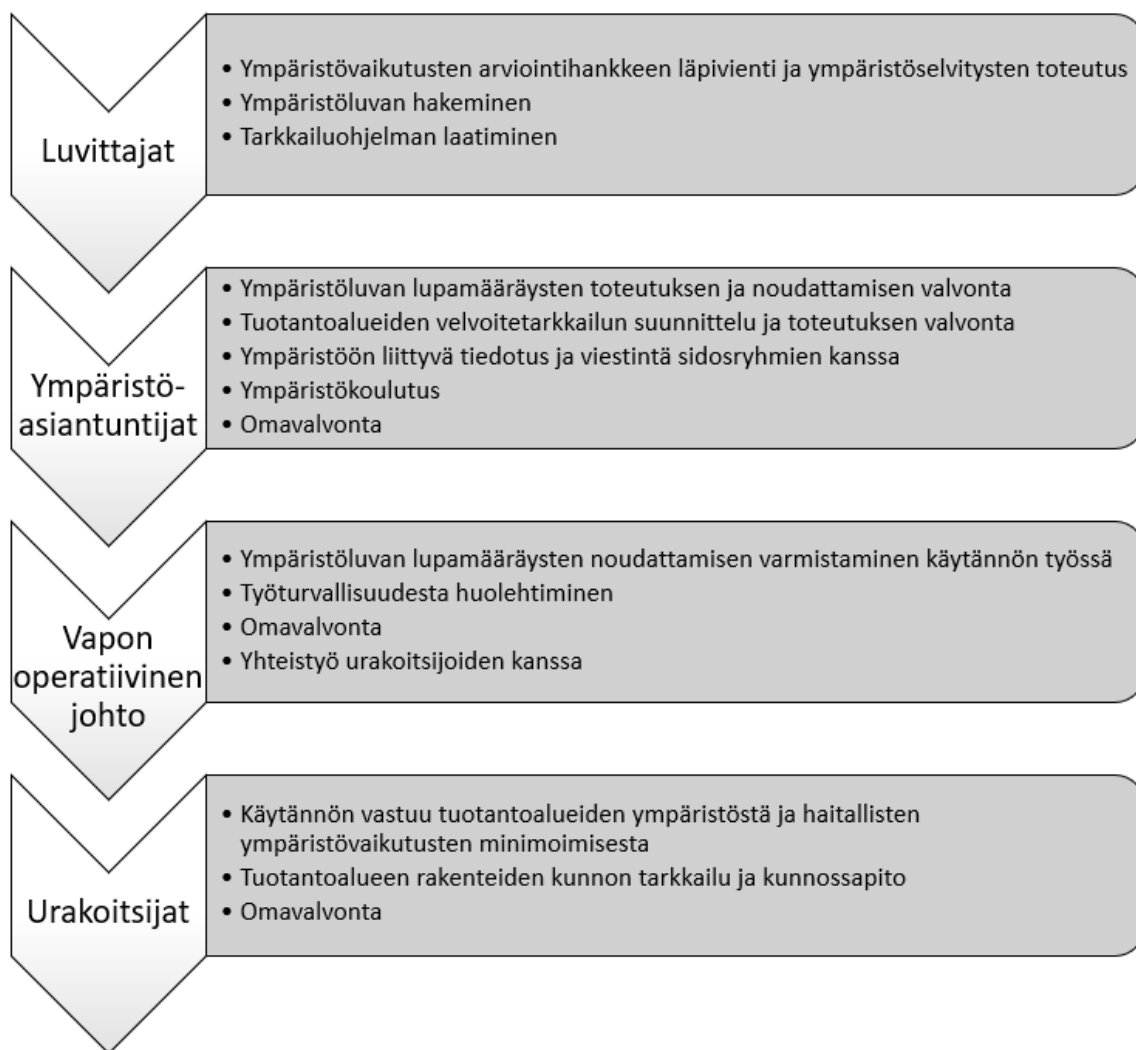 Luvittajat
• Ympäristövaikutusten arviointihankkeen läpivienti ja ympäristöselvitysten toteutus
• Ympäristöluvan hakeminen
• Tarkkailuohjelman laatiminen
Ympäristö-
asiantuntijat
• Ympäristöluvan lupamääräysten toteutuksen ja noudattamisen valvonta
• Tuotantoalueiden velvoitetarkkailun suunnittelu ja toteutuksen valvonta
• Ympäristöön liittyvä tiedotus ja viestintä sidosryhmien kanssa
• Ympäristökoulutus
• Omavalvonta
Vapon
operatiivinen
johto
• Ympäristöluvan lupamääräysten noudattamisen varmistaminen käytännön työssä
• Työturvallisuudesta huolehtiminen
• Omavalvonta
• Yhteistyö urakoitsijoiden kanssa
Urakoitsijat
• Käytännön vastuu tuotantoalueiden ympäristöstä ja haitallisten
ympäristövaikutusten minimoimisesta
• Tuotantoalueen rakenteiden kunnon tarkkailu ja kunnossapito
• Omavalvonta